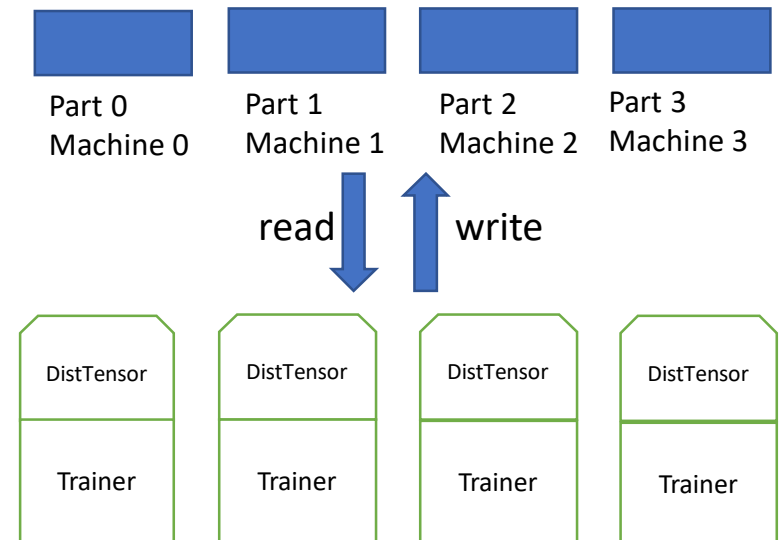 Part 0
Machine 0
Part 1
Machine 1
Part 2
Machine 2
Part 3
Machine 3
read
write
DistTensor
DistTensor
DistTensor
DistTensor
Trainer
Trainer
Trainer
Trainer